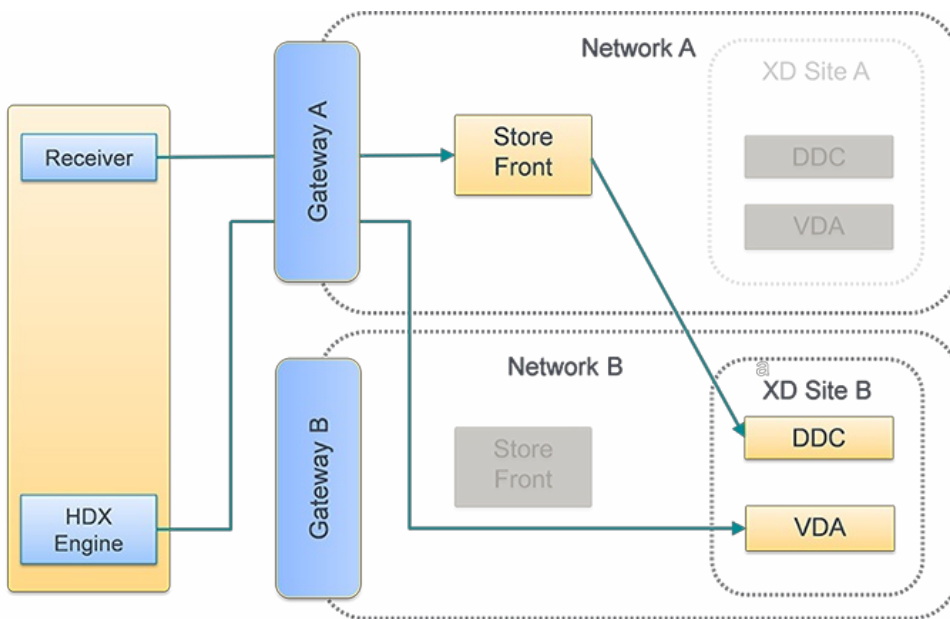 Network A
XD Site A
Gateway A
Receiver
Store
Front
DDC
VDA
Network B
XD Site B
Gateway B
Store
Front
DDC
HDX
Engine
VDA